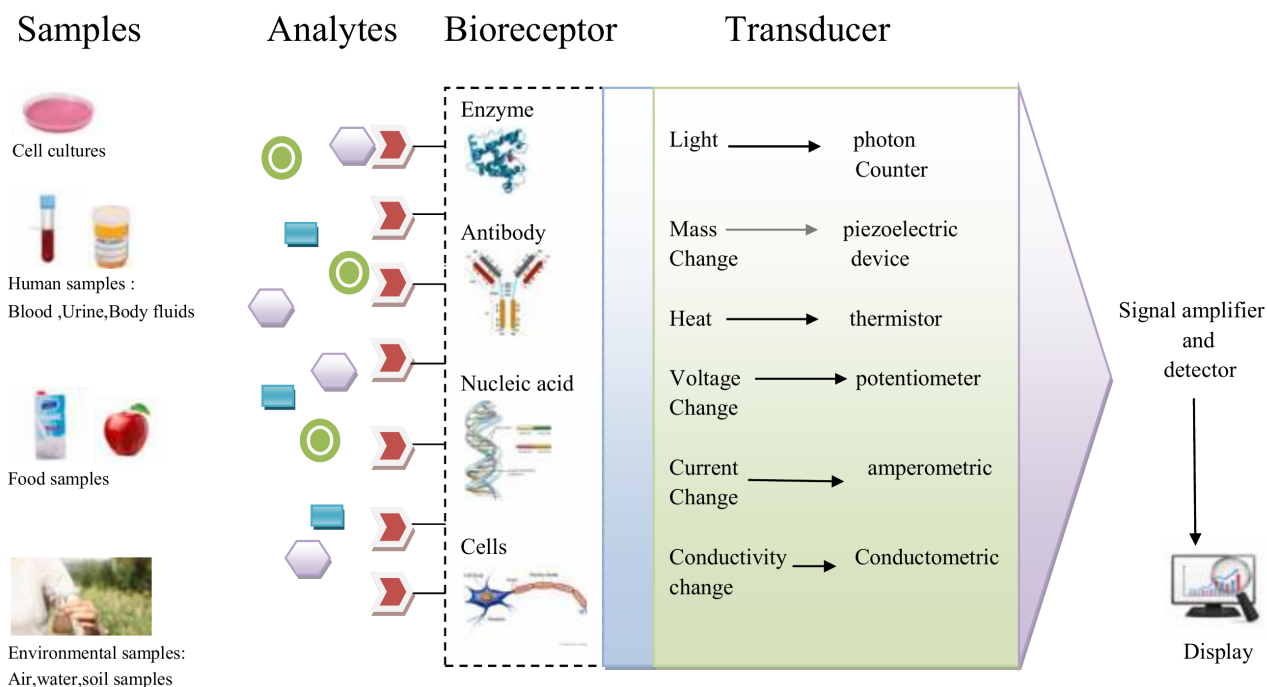 Samples
Analytes
Bioreceptor
Transducer
Cell cultures
Human samples :
Blood ,Urine,Body fluids
Food samples
Environmental samples:
Air,water,soil samples
Enzyme
Antibody
Nucleic acid
Cells
Light
photon
Counter
Mass
Change
piezoelectric
device
Heat
thermistor
Voltage
Change
potentiometer
Current
Change
amperometric
Conductivity
change
Conductometric
Signal amplifier
and
detector
Display